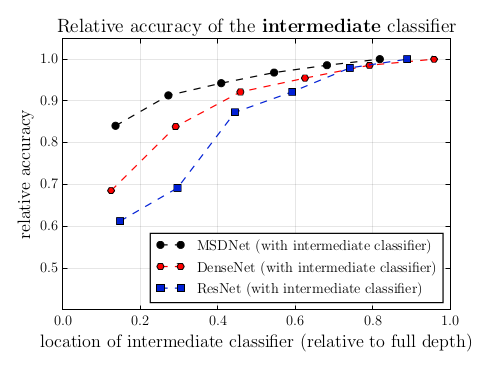 Relative accuracy of the intermediate classifier
relative accuracy
1.0
0.9
0.8
0.7
0.6
0.5
MSDNet (with intermediate classifier)
DenseNet (with intermediate classifier)
ResNet (with intermediate classifier)
0.0 0.2 0.4 0.6 0.8 1.0
location of intermediate classifier (relative to full depth)